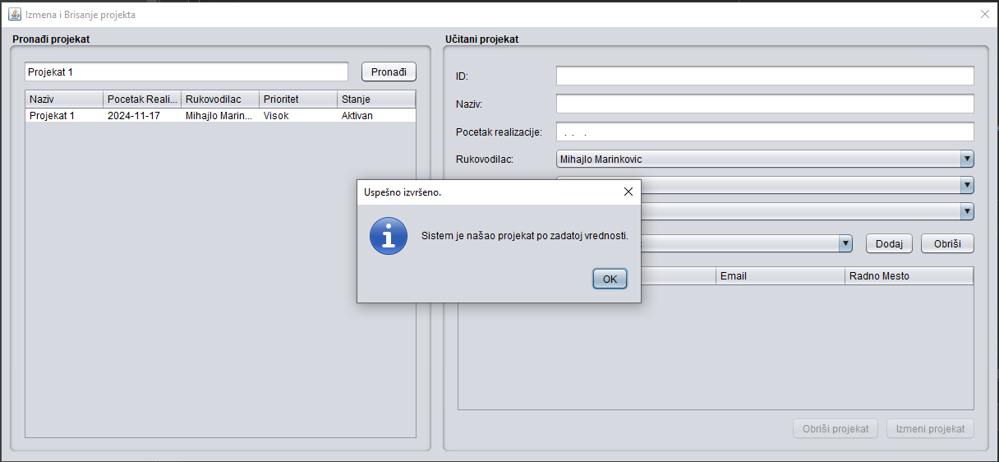 Izmena i Brisanje projekta
Pronađi projekat
Projekat 1
Pronađi
Naziv Pocetak Reali... Rukovodilac Prioritet Stanje
Projekat 1 2024-11-17 Mihajlo Marin... Visok Aktivan
Učitani projekat
ID:
Naziv:
Pocetak realizacije: . . .
Rukovodilac: Mihajlo Marinkovic
Dodaj Obriši
Email Radno Mesto
Obriši projekat Izmeni projekat
Uspešno izvršeno.
Sistem je našao projekat po zadatoj vrednosti.
OK